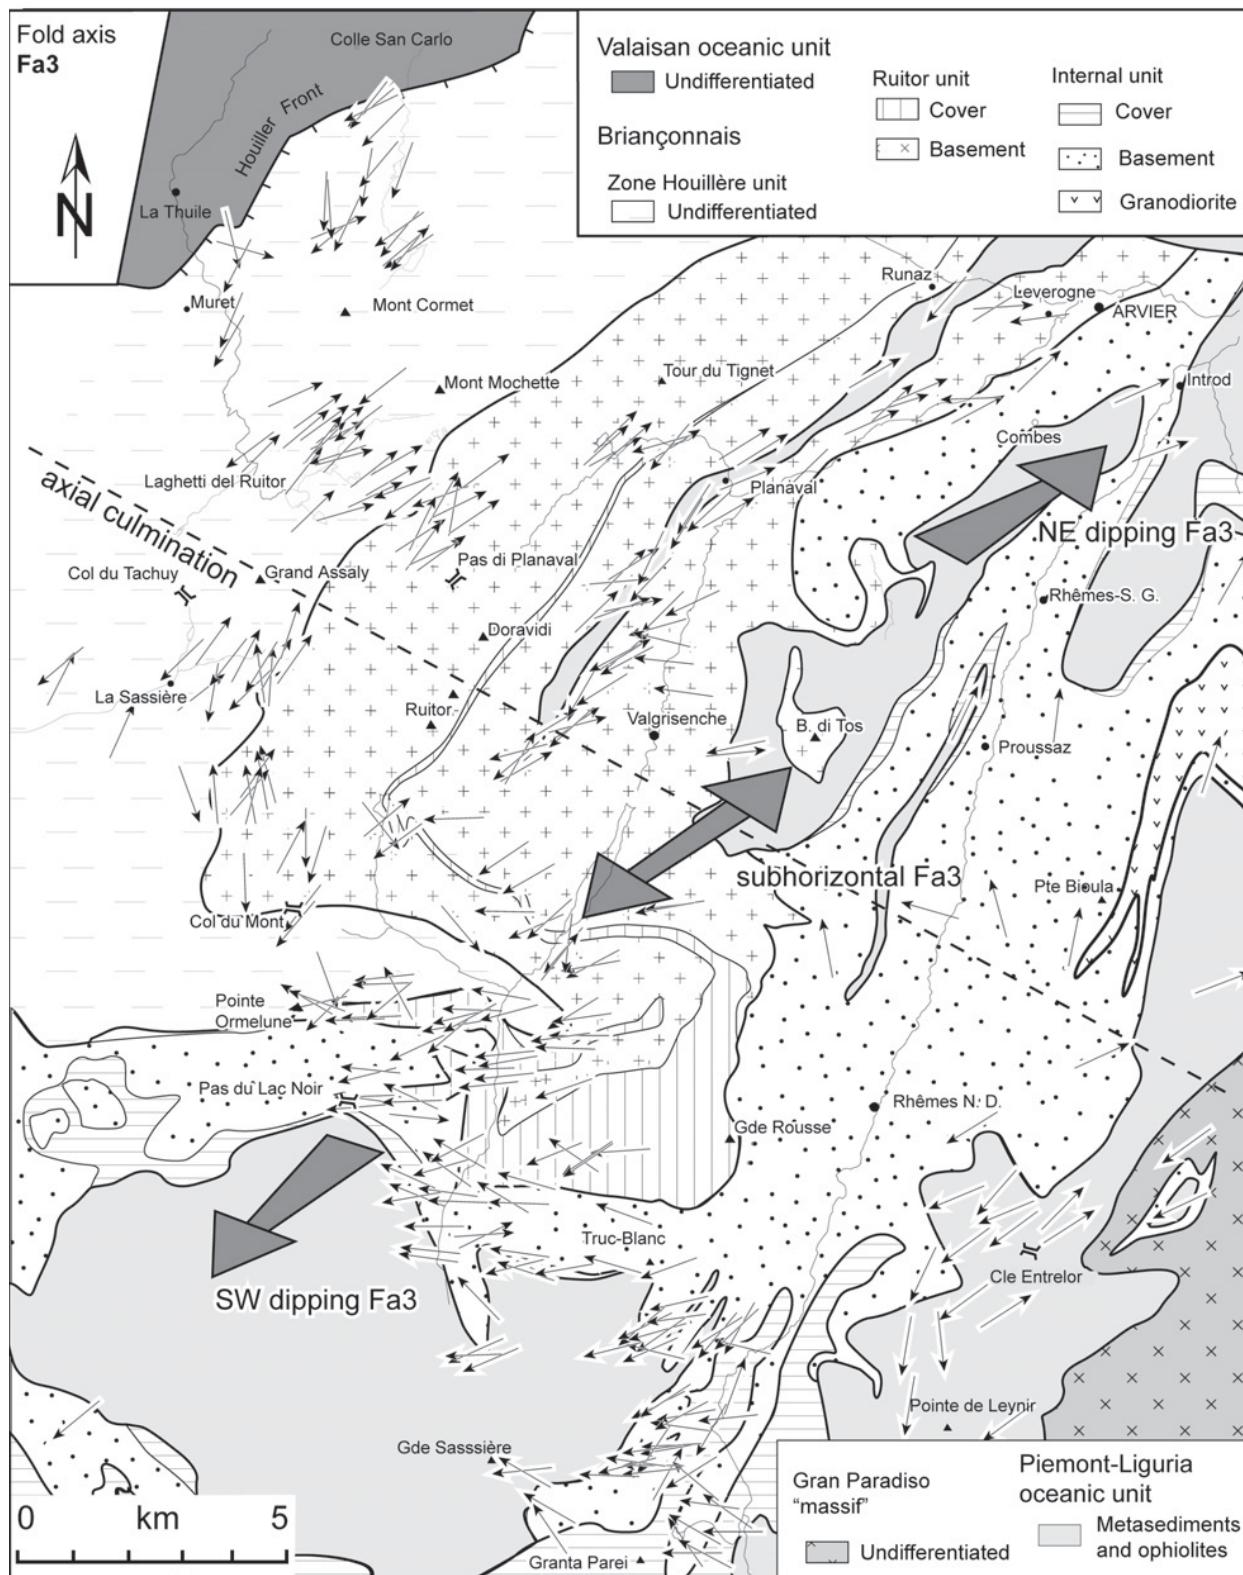 Fold axis
Fa3
N
Colle San Carlo
Houiller Front
La Thuile
Valaisan oceanic unit
Undifferentiated
Briançonnais
Zone Houillère unit
Undifferentiated
Ruitor unit
Cover
Basement
Internal unit
Cover
Basement
Granodiorite
Muret
Mont Cormet
Runaz
Leverogne
ARVIER
Mont Mochette
Tour du Tignet
Introd
Combes
Laghetti del Ruitor
Planaval
axial culmination
NE dipping Fa3
Col du Tachuy
Grand Assaly
Pas di Planaval
Rhêmes-S. G.
Doravidi
La Sassière
Ruitor
Valgrisenche
B. di Tos
Proussaz
subhorizontal Fa3
Pte Bioula
Col du Mont
Pointe
Ormelune
Pas du Lac Noir
Rhêmes N. D.
Gde Rousse
Truc-Blanc
Cle Entrelor
SW dipping Fa3
Pointe de Leynir
Gde Sasssière
Granta Parei
0 km 5
Gran Paradiso
“massif”
Undifferentiated
Piemont-Liguria
oceanic unit
Metasediments
and ophiolites